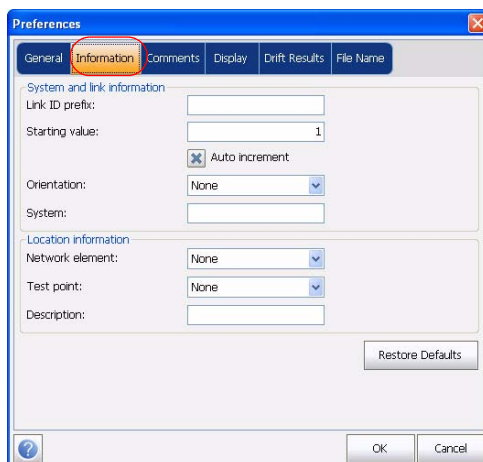 Preferences
General Information Comments Display Drift Results File Name
System and link information
Link ID prefix:
Starting value: 1
Auto increment
Orientation: None
System:
Location information
Network element: None
Test point: None
Description:
Restore Defaults
? OK Cancel